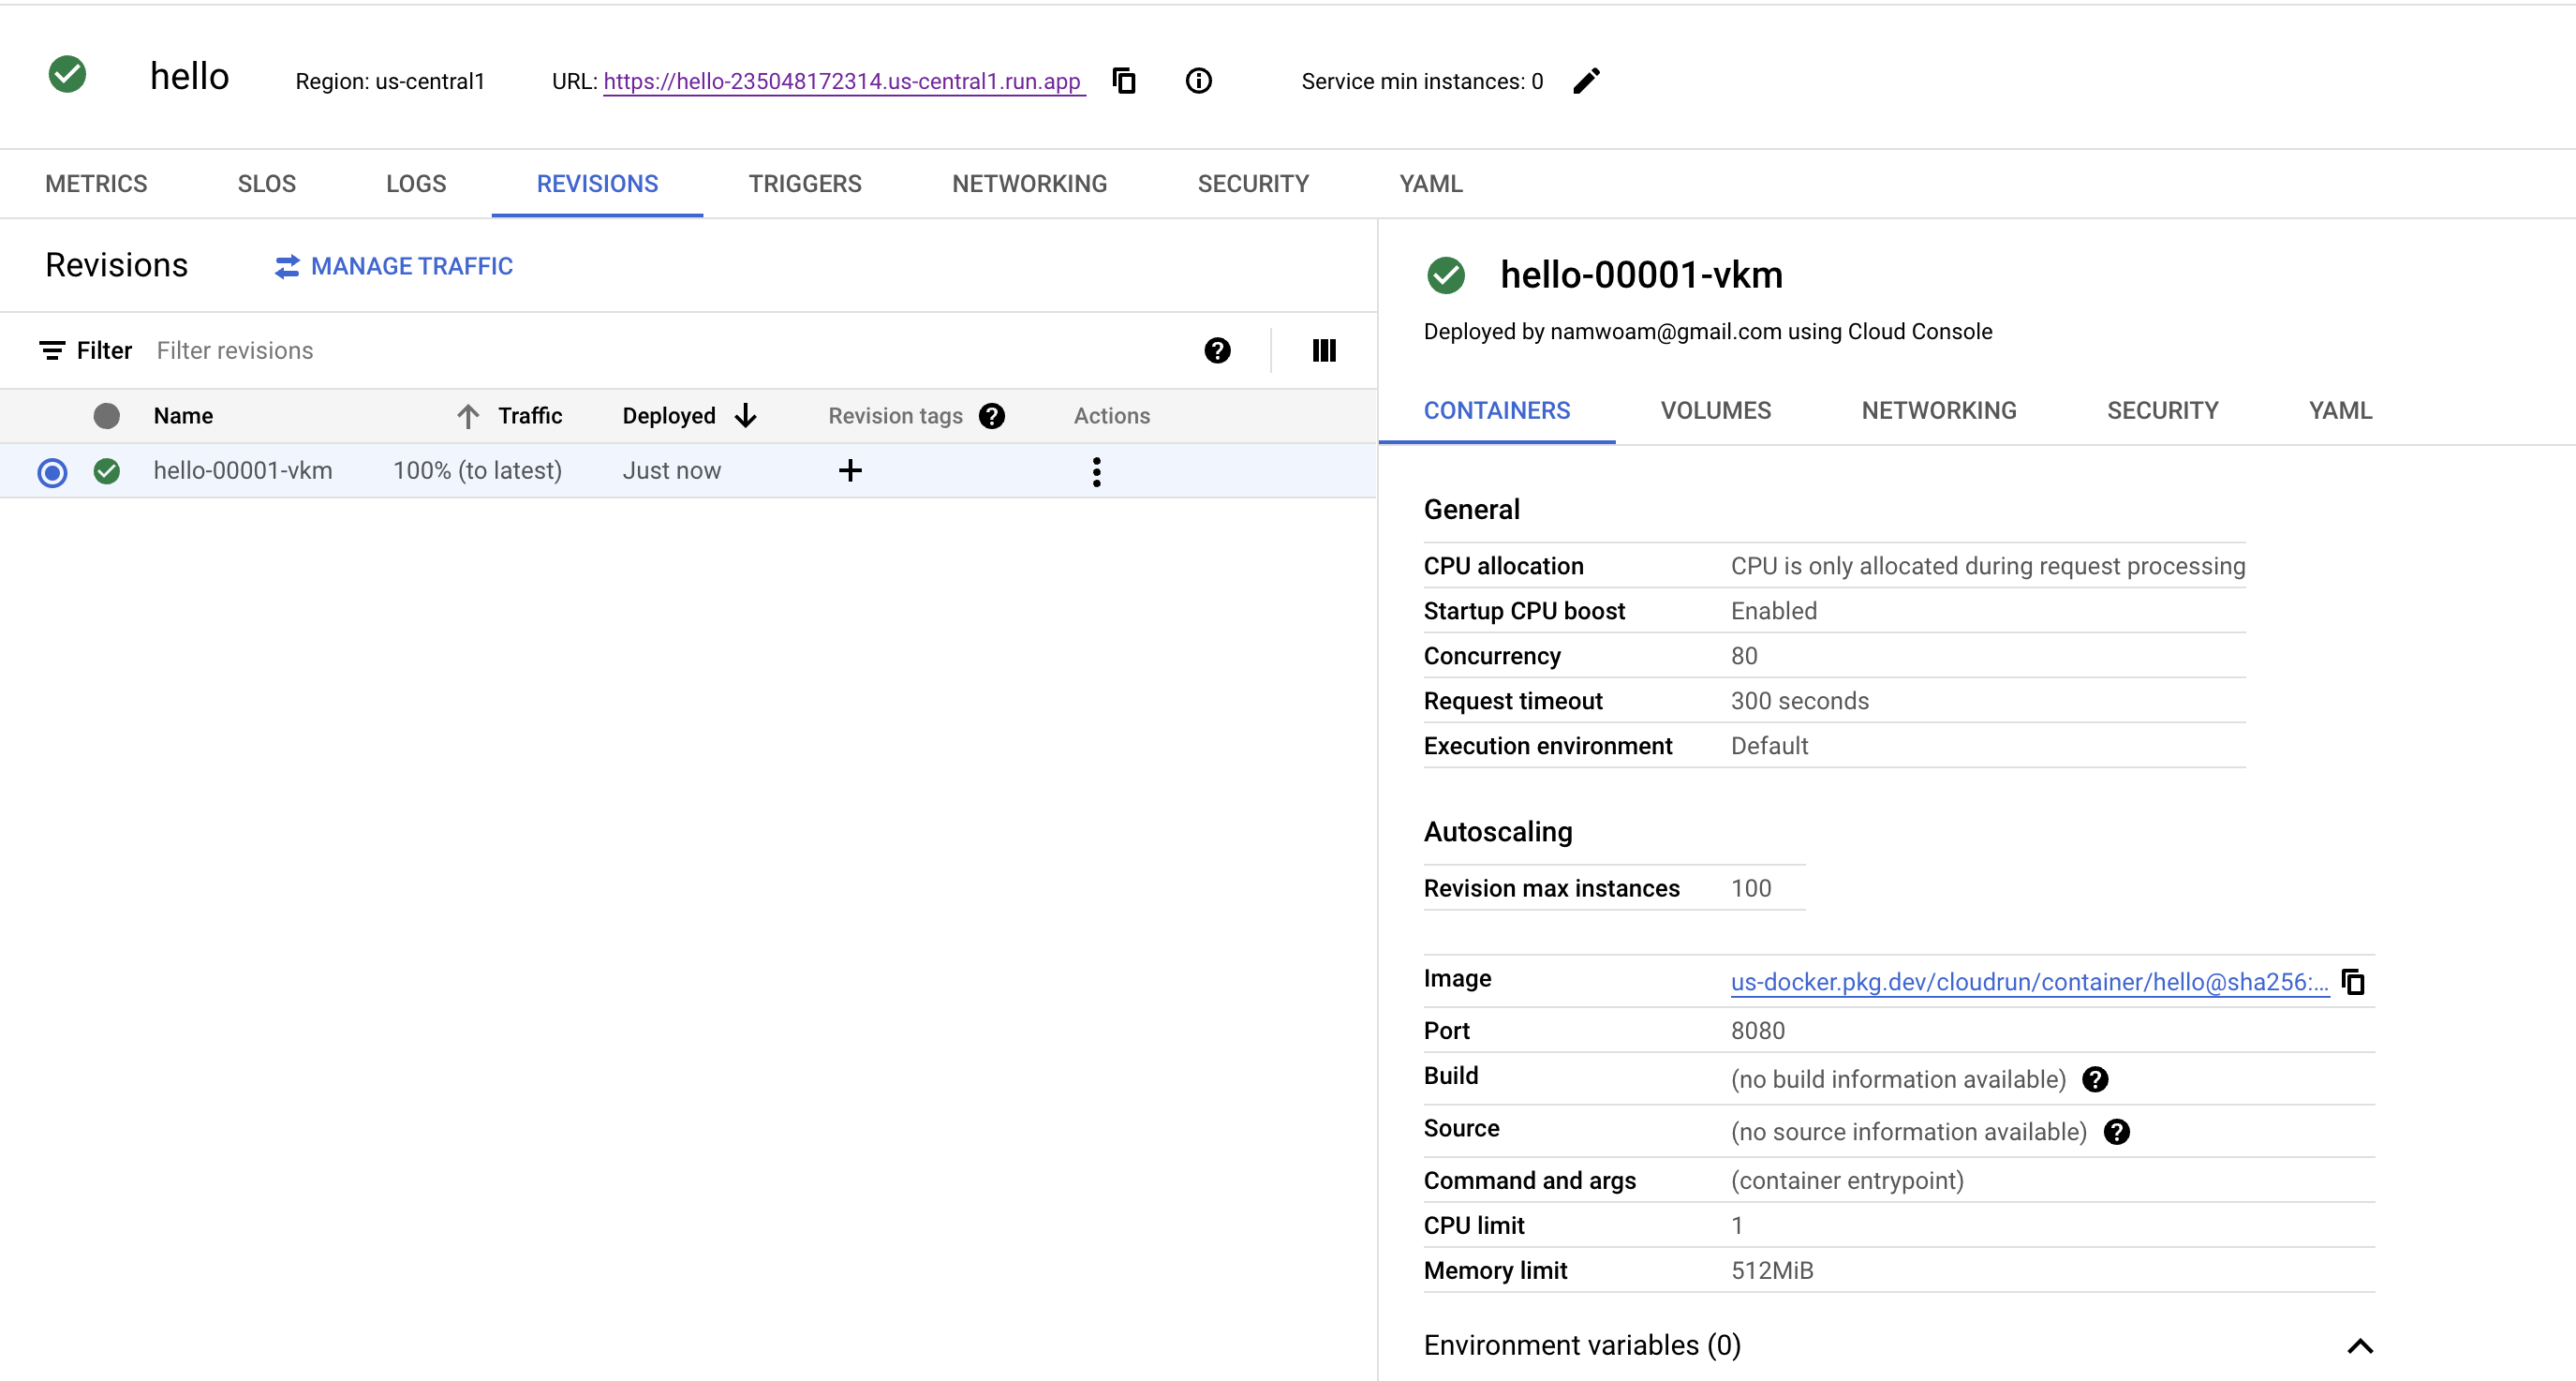 hello
Region: us-central1
URL: https://hello-235048172314.us-central1.run.app
Service min instances: 0
METRICS
SLOS
LOGS
REVISIONS
TRIGGERS
NETWORKING
SECURITY
YAML
Revisions
MANAGE TRAFFIC
Filter Filter revisions
Name Traffic Deployed Revision tags Actions
hello-00001-vkm 100% (to latest) Just now
hello-00001-vkm
Deployed by namwoam@gmail.com using Cloud Console
CONTAINERS
VOLUMES
NETWORKING
SECURITY
YAML
General
CPU allocation CPU is only allocated during request processing
Startup CPU boost Enabled
Concurrency 80
Request timeout 300 seconds
Execution environment Default
Autoscaling
Revision max instances 100
Image us-docker.pkg.dev/cloudrun/container/hello@sha256:...
Port 8080
Build (no build information available)
Source (no source information available)
Command and args (container entrypoint)
CPU limit 1
Memory limit 512MiB
Environment variables (0)